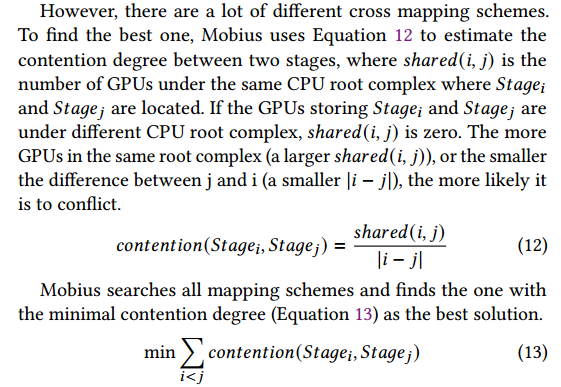 However, there are a lot of different cross mapping schemes.
To find the best one, Mobius uses Equation 12 to estimate the
contention degree between two stages, where shared(i, j) is the
number of GPUs under the same CPU root complex where Stage_i
and Stage_j are located. If the GPUs storing Stage_i and Stage_j are
under different CPU root complex, shared(i, j) is zero. The more
GPUs in the same root complex (a larger shared(i, j)), or the smaller
the difference between j and i (a smaller |i − j|), the more likely it
is to conflict.
contention(Stage_i, Stage_j) = shared(i, j) / |i − j| (12)
Mobius searches all mapping schemes and finds the one with
the minimal contention degree (Equation 13) as the best solution.
min ∑_{i<j} contention(Stage_i, Stage_j) (13)